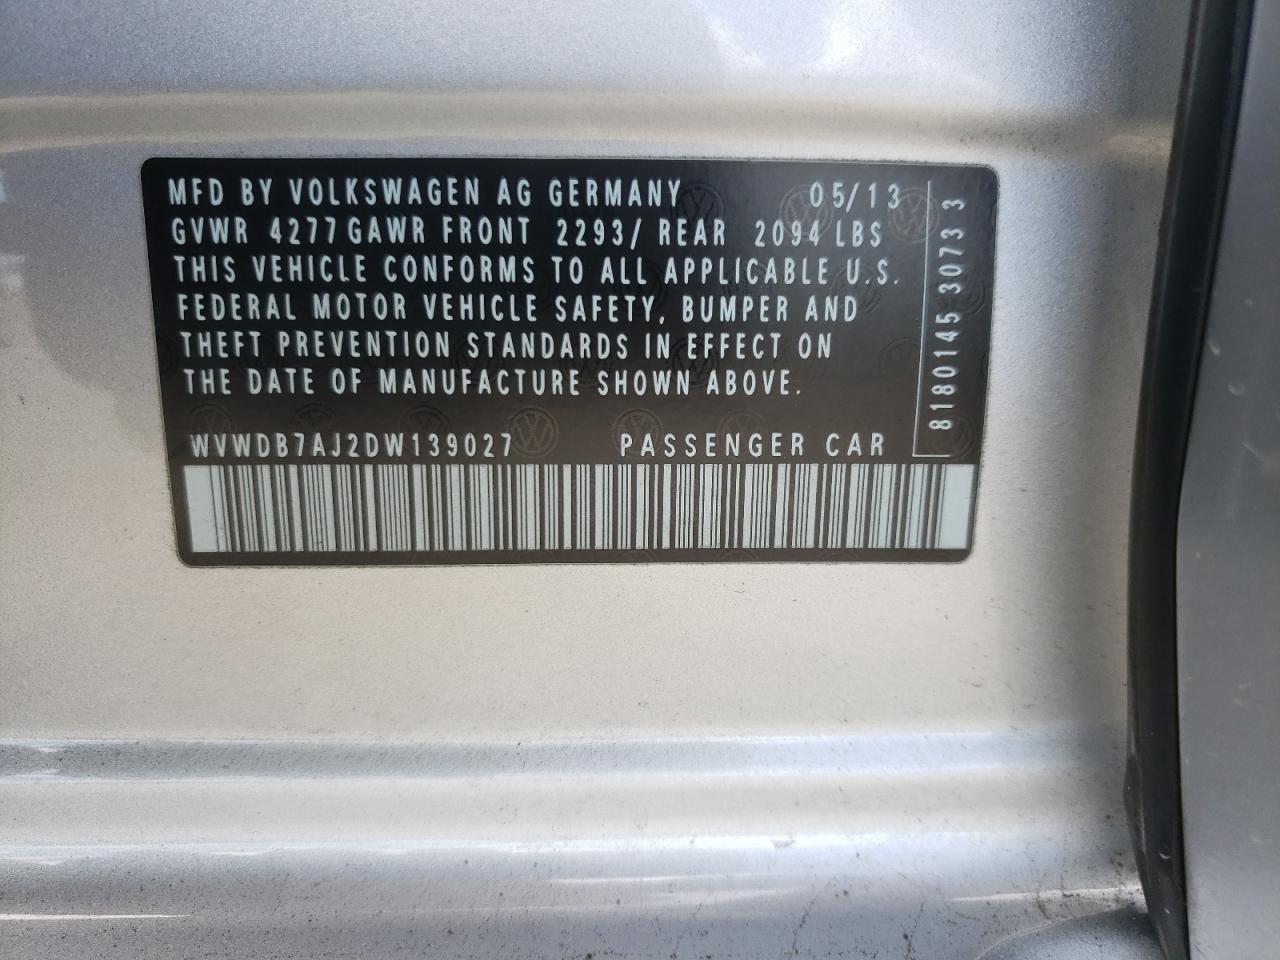 MFD BY VOLKSWAGEN AG GERMANY 05/13
GVWR 4277 GAWR FRONT 2293/ REAR 2094 LBS
THIS VEHICLE CONFORMS TO ALL APPLICABLE U.S.
FEDERAL MOTOR VEHICLE SAFETY, BUMPER AND
THEFT PREVENTION STANDARDS IN EFFECT ON
THE DATE OF MANUFACTURE SHOWN ABOVE.
WVWDB7AJ2DW139027 PASSENGER CAR
8180145 3073 3